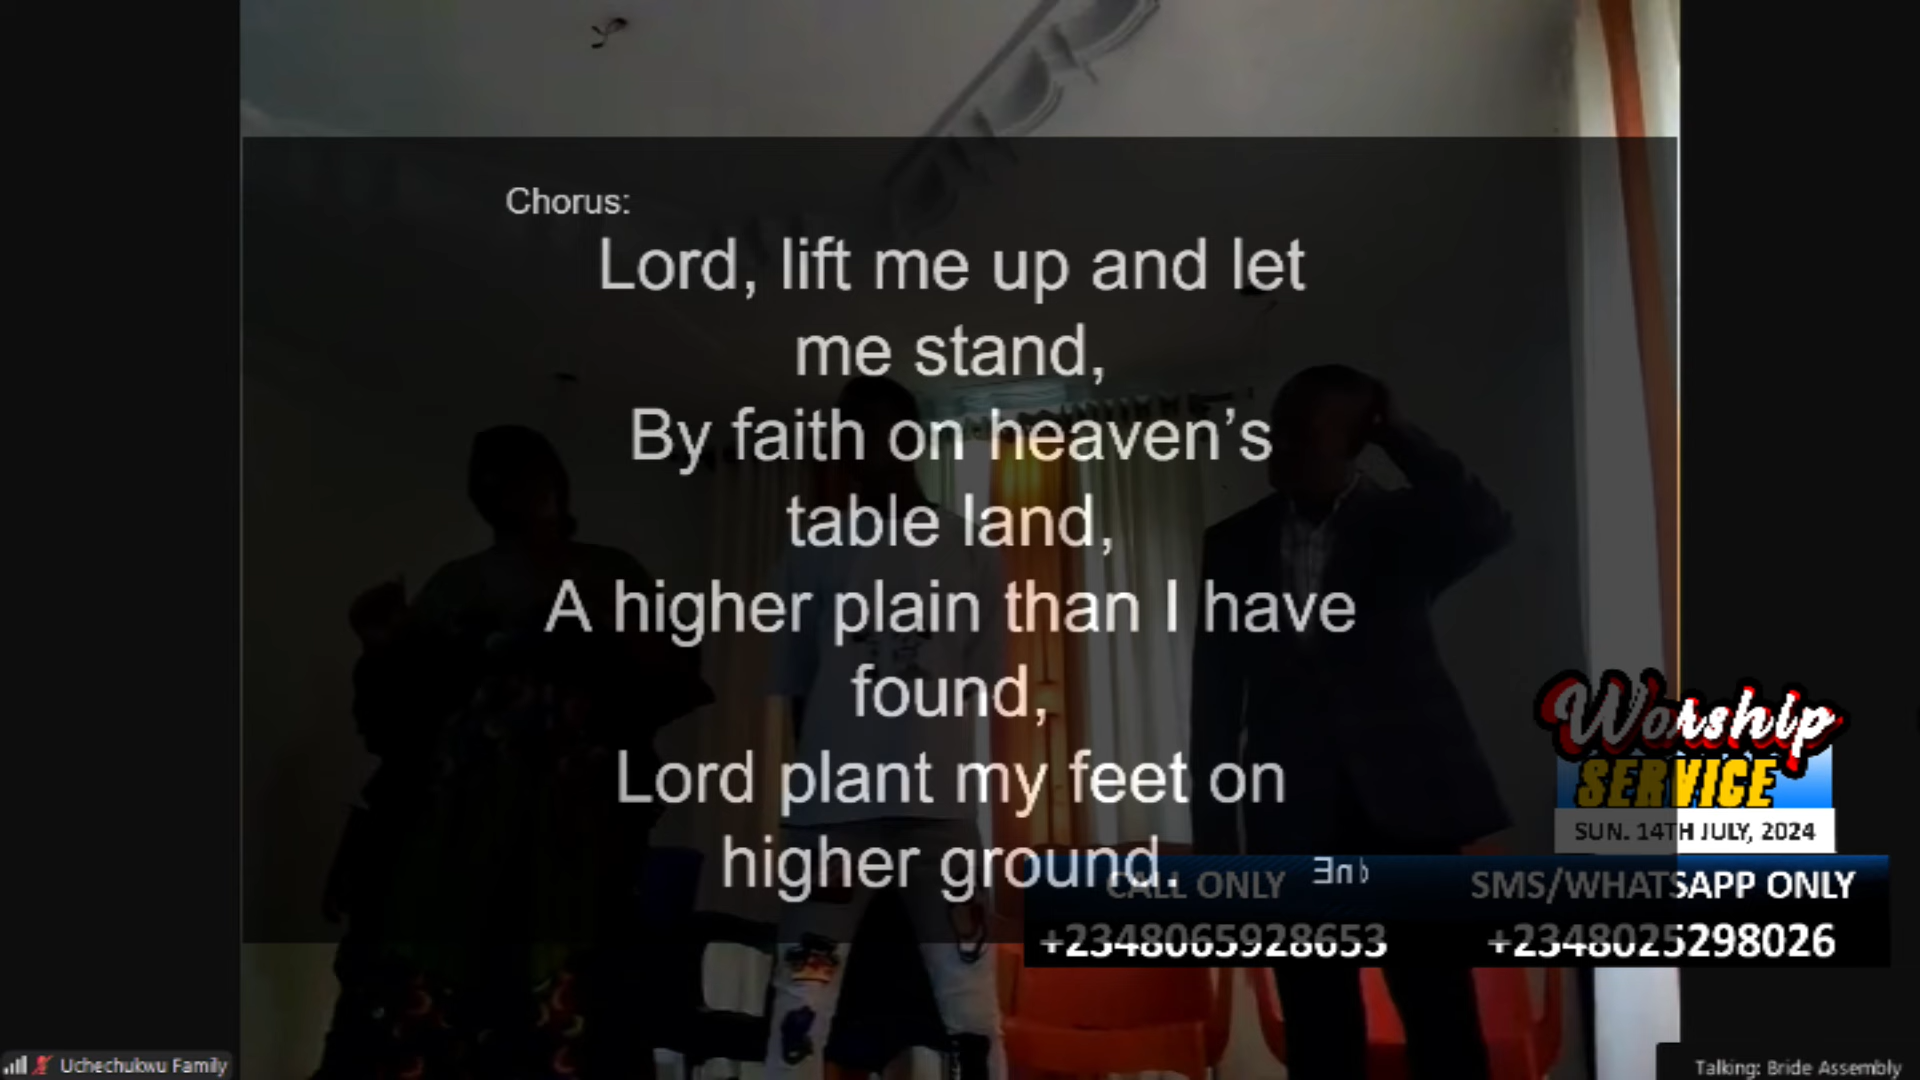 Chorus:
Lord, lift me up and let
me stand,
By faith on heaven’s
table land,
A higher plain than I have
found,
Lord plant my feet on
higher ground.
Worship
SERVICE
SUN. 14TH JULY, 2024
CALL ONLY
SMS/WHATSAPP ONLY
+2348065928653
+2348025298026
Uchechukwu Family
Talking: Bride Assembly